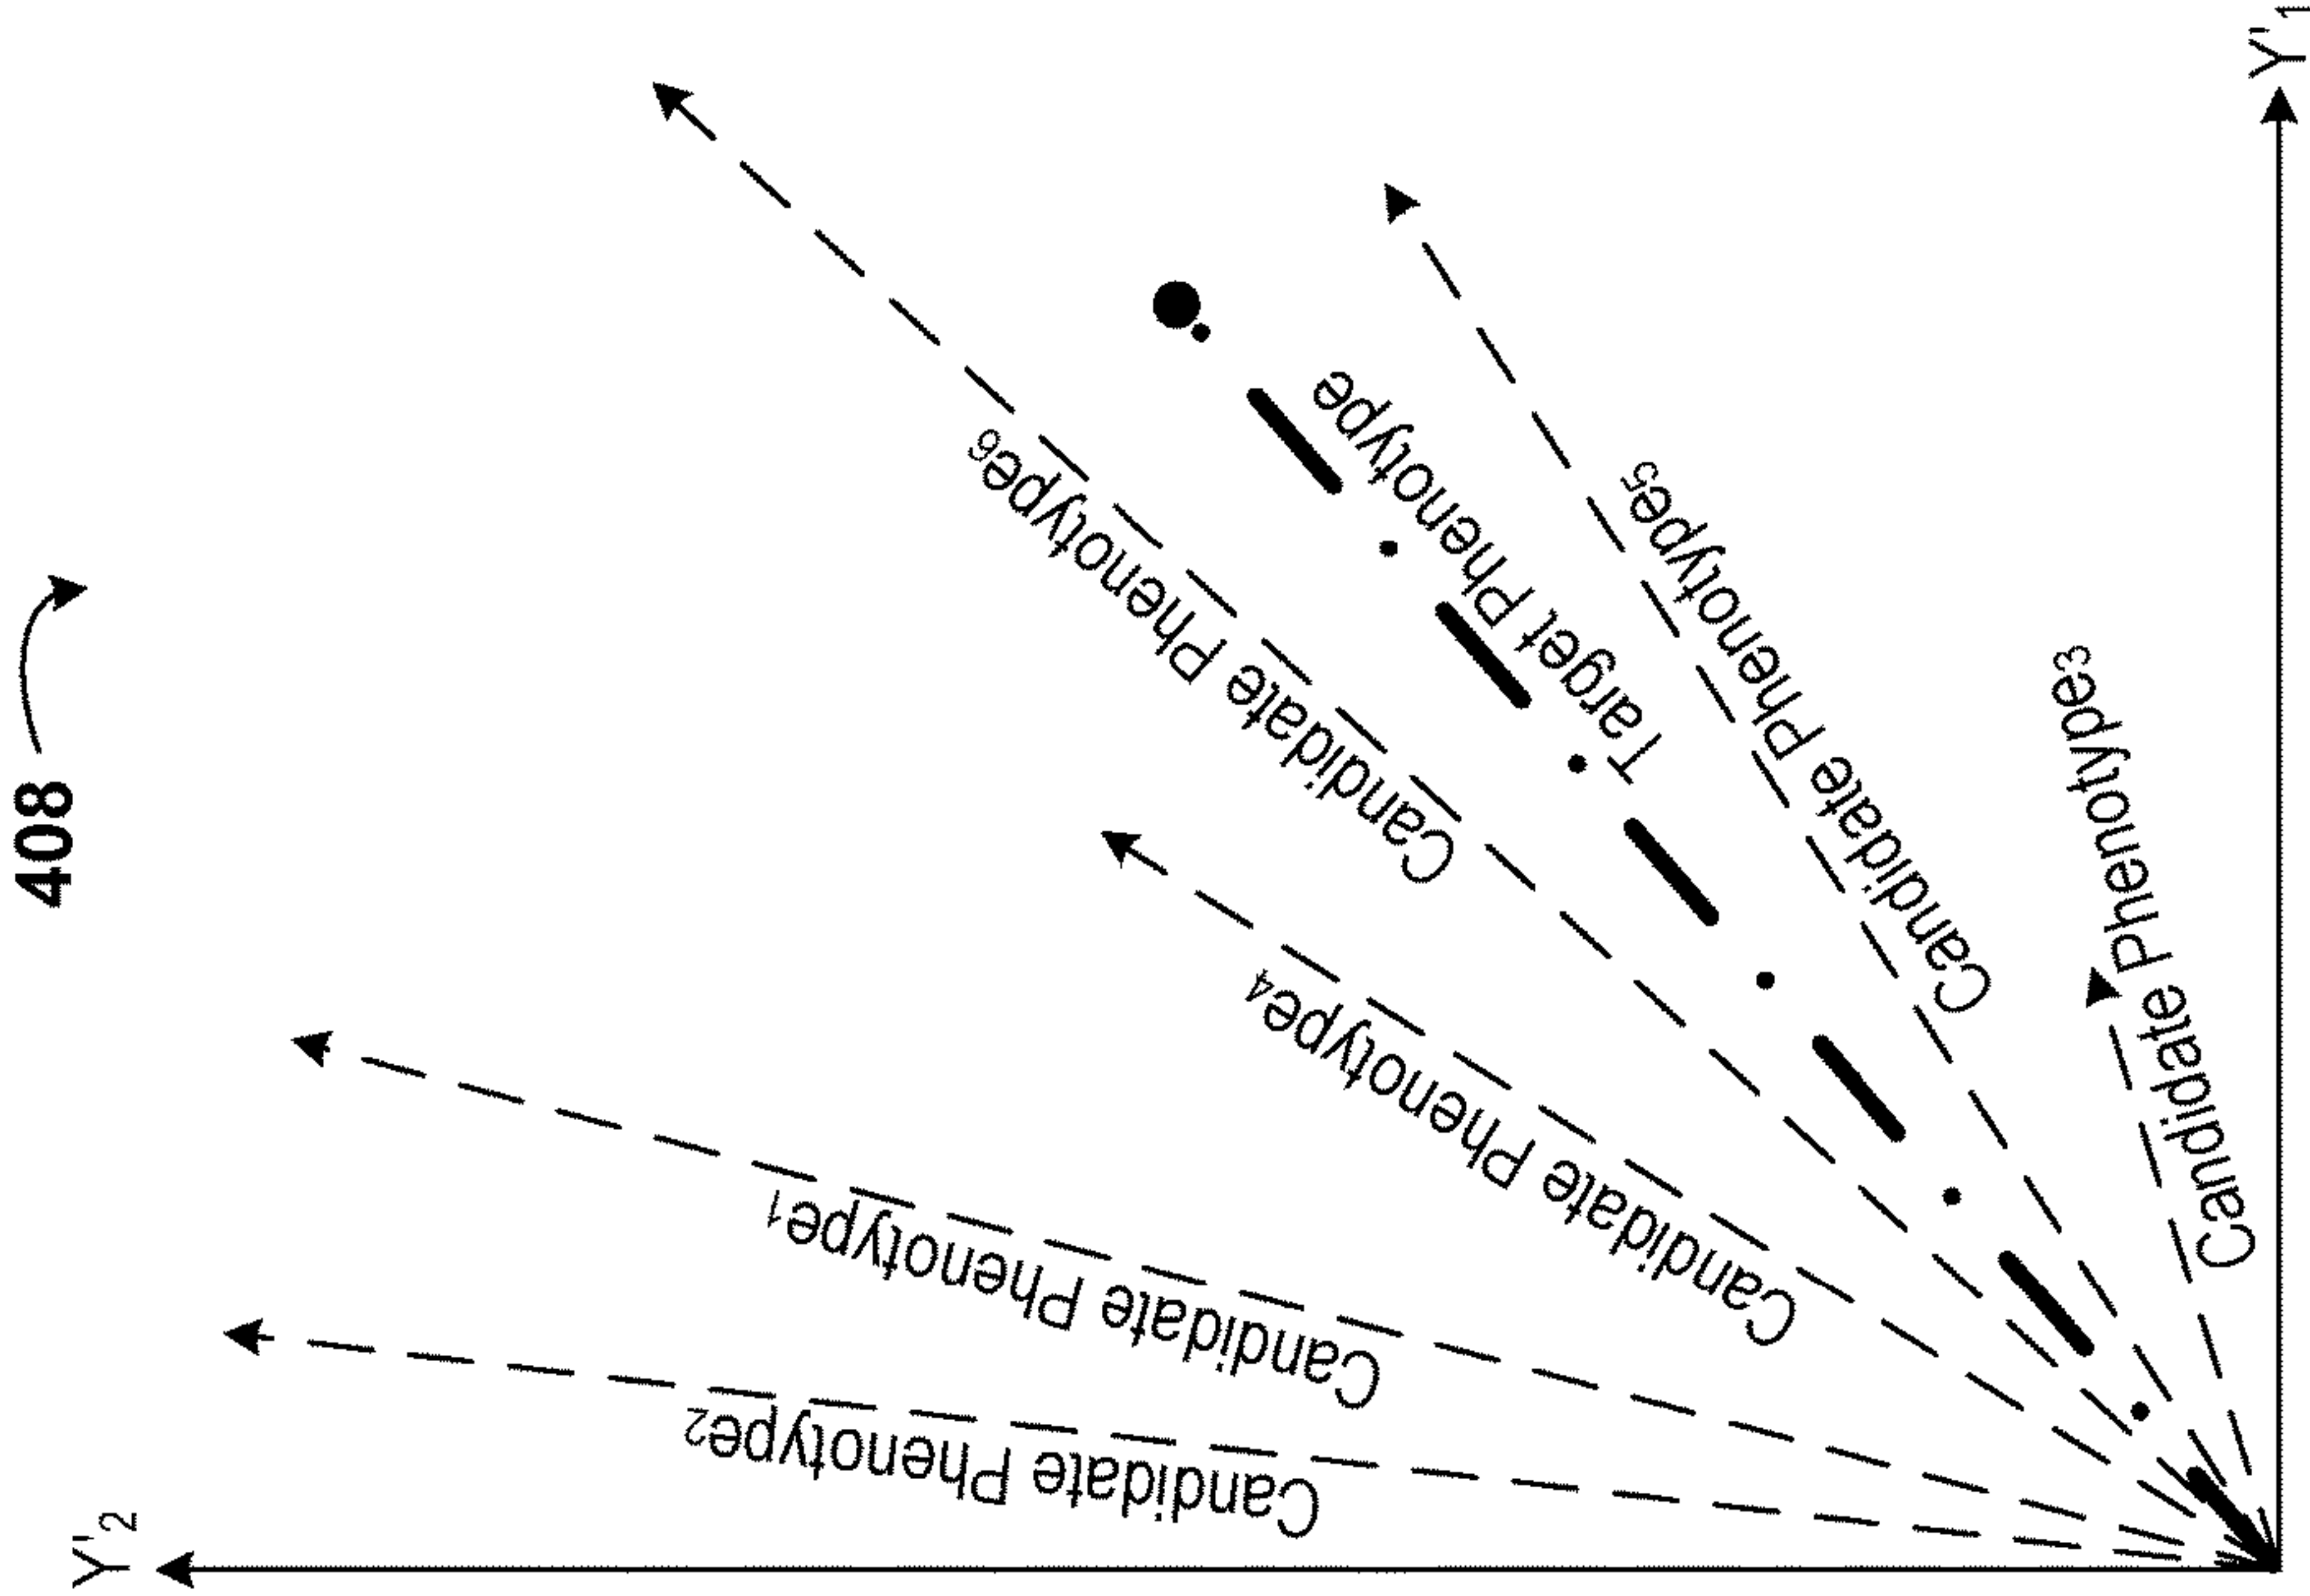 408
Y'2
Candidate Phenotype2
Candidate Phenotype1
Candidate Phenotype4
Candidate Phenotype6
Target Phenotype
Candidate Phenotype5
Candidate Phenotype3
Y'1